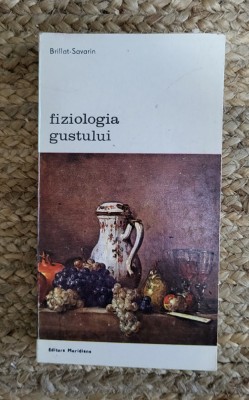 Brillat-Savarin
fiziologia
gustului
Editura Meridiane